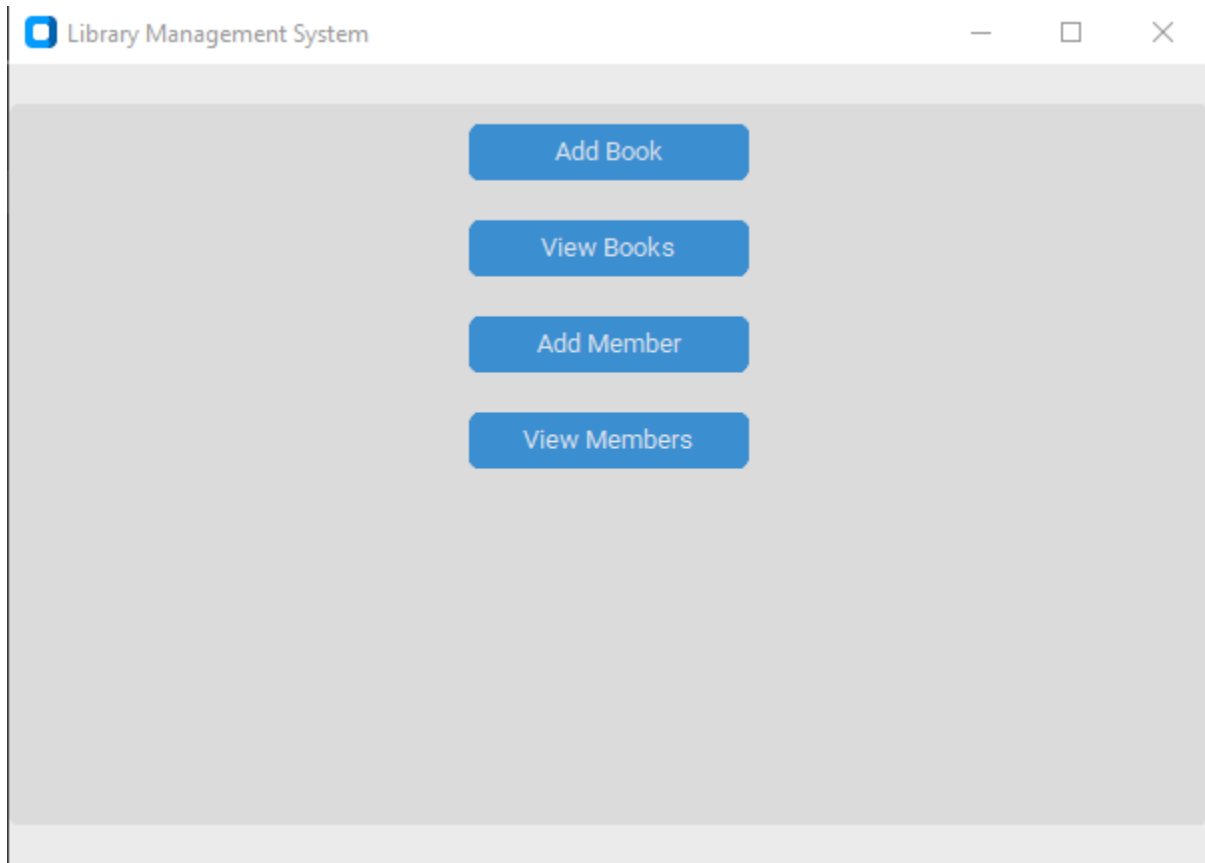 Library Management System
Add Book
View Books
Add Member
View Members